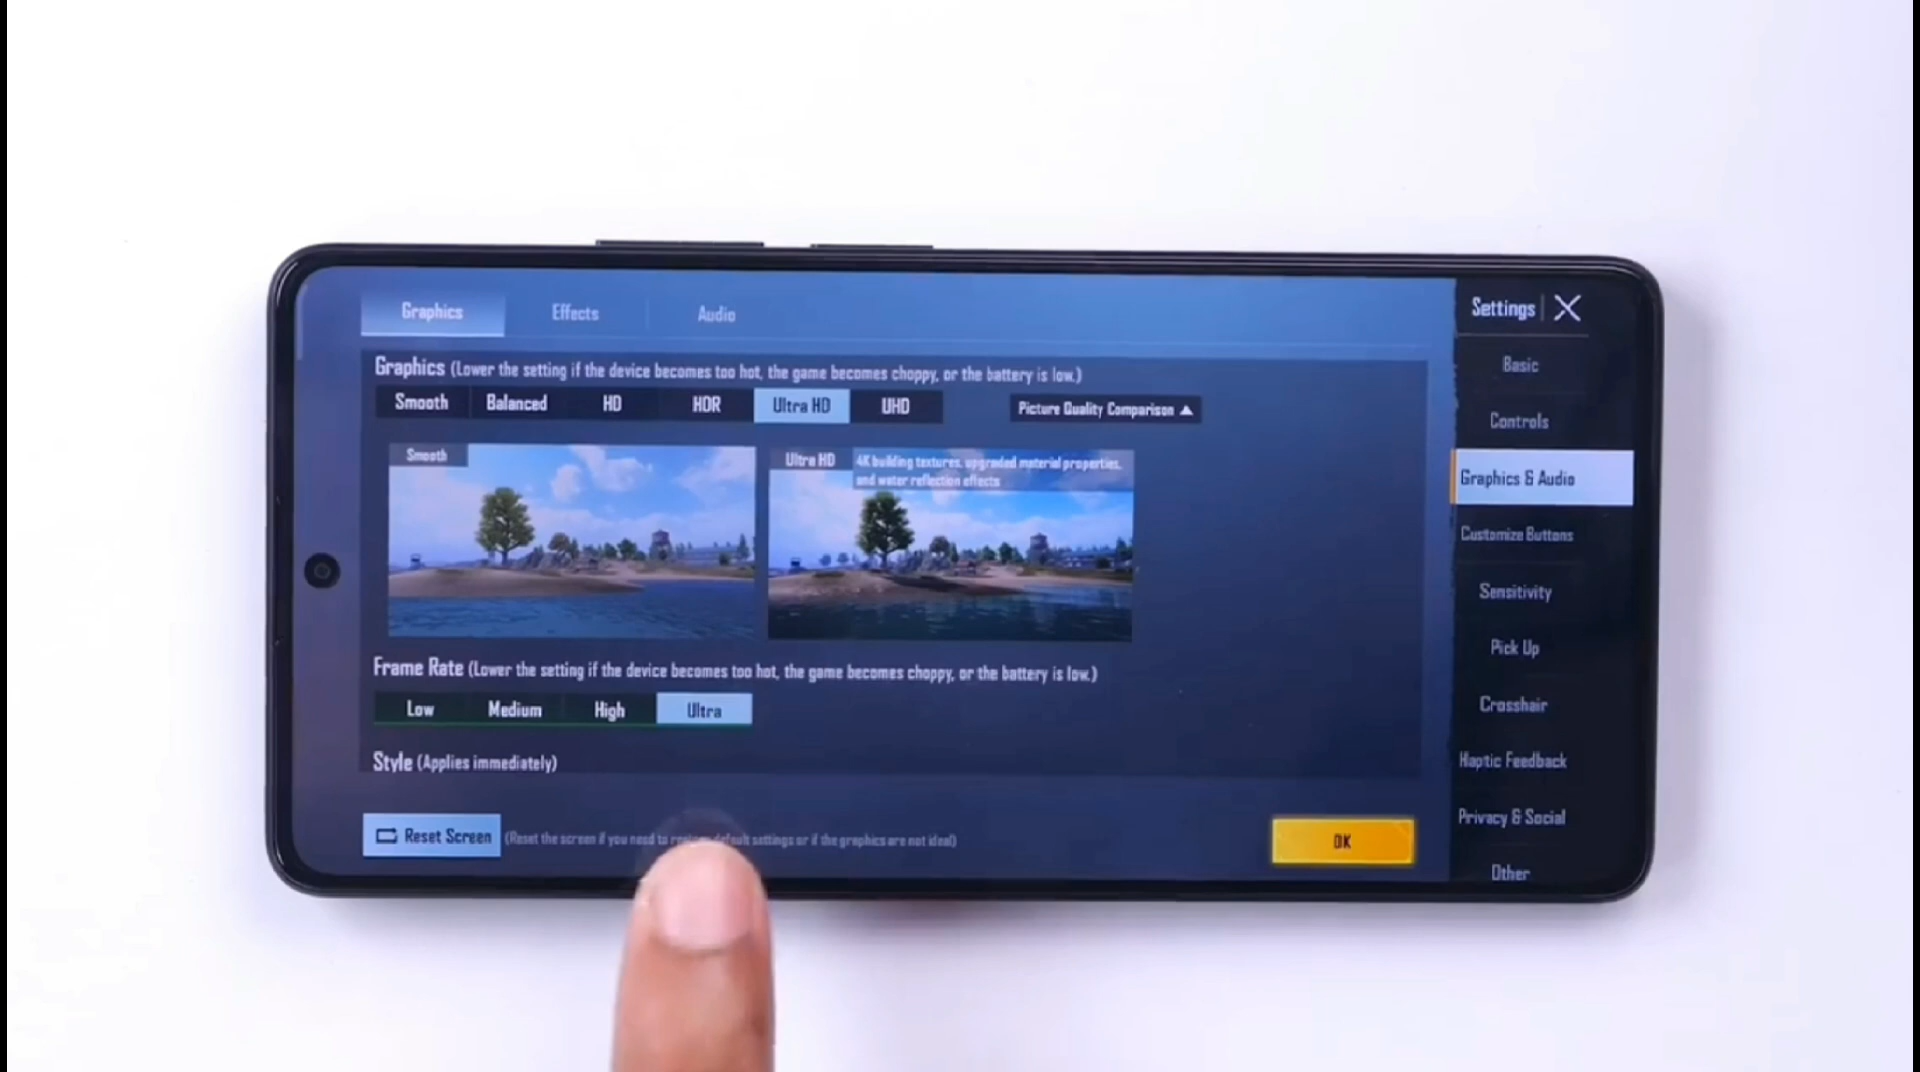 Graphics
Effects
Audio
Settings
Graphics (Lower the setting if the device becomes too hot, the game becomes choppy, or the battery is low.)
Smooth
Balanced
HD
HDR
Ultra HD
UHD
Picture Quality Comparison
Smooth
Ultra HD
4K building textures, upgraded material properties,
and water reflection effects
Frame Rate (Lower the setting if the device becomes too hot, the game becomes choppy, or the battery is low.)
Low
Medium
High
Ultra
Style (Applies immediately)
Reset Screen
(Reset the screen if you need to default settings or if the graphics are not ideal)
OK
Basic
Controls
Graphics & Audio
Customize Buttons
Sensitivity
Pick Up
Crosshair
Haptic Feedback
Privacy & Social
Other